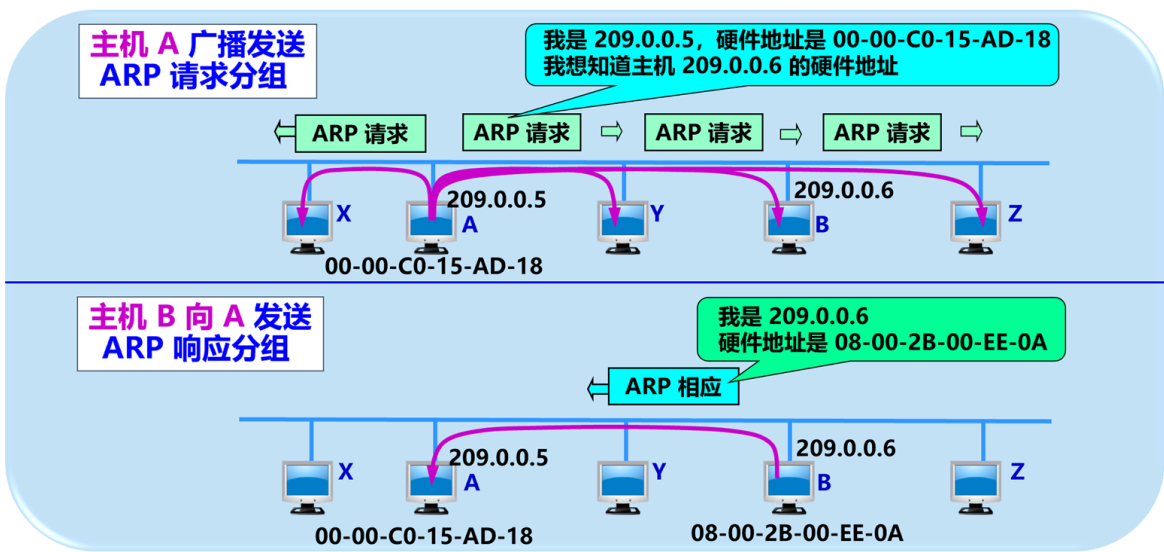 主机 A 广播发送
ARP 请求分组
我是 209.0.0.5，硬件地址是 00-00-C0-15-AD-18
我想知道主机 209.0.0.6 的硬件地址
ARP 请求
ARP 请求
ARP 请求
ARP 请求
209.0.0.5
209.0.0.6
X
A
Y
B
Z
00-00-C0-15-AD-18
主机 B 向 A 发送
ARP 响应分组
我是 209.0.0.6
硬件地址是 08-00-2B-00-EE-0A
ARP 相应
209.0.0.5
209.0.0.6
X
A
Y
B
Z
00-00-C0-15-AD-18
08-00-2B-00-EE-0A